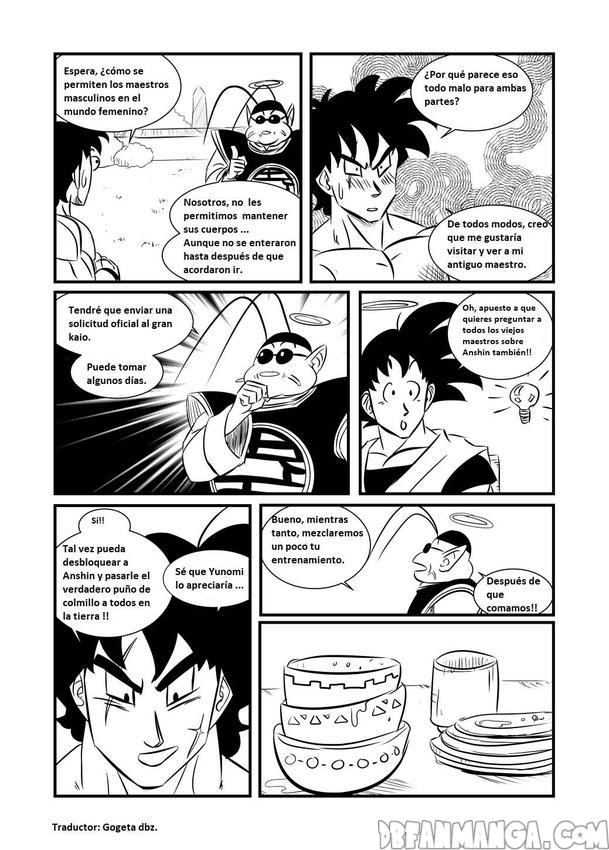 Espera, ¿cómo se
permiten los maestros
masculinos en el
mundo femenino?
Nosotros, no les
permitimos mantener
sus cuerpos ...
Aunque no se enteraron
hasta después de que
acordaron ir.
¿Por qué parece eso
todo malo para ambas
partes?
De todos modos, creo
que me gustaría
visitar y ver a mi
antiguo maestro.
Tendré que enviar una
solicitud oficial al gran
kaio.
Puede tomar
algunos días.
Oh, apuesto a que
quieres preguntar a
todos los viejos
maestros sobre
Anshin también!!
Sí!!
Tal vez pueda
desbloquear a
Anshin y pasarle el
verdadero puño de
colmillo a todos en
la tierra !!
Sé que Yunomi
lo apreciaría ...
Bueno, mientras
tanto, mezclaremos
un poco tu
entrenamiento.
Después de
que
comamos!!
Traductor: Gogeta dbz.
DBFANMANGA.COM